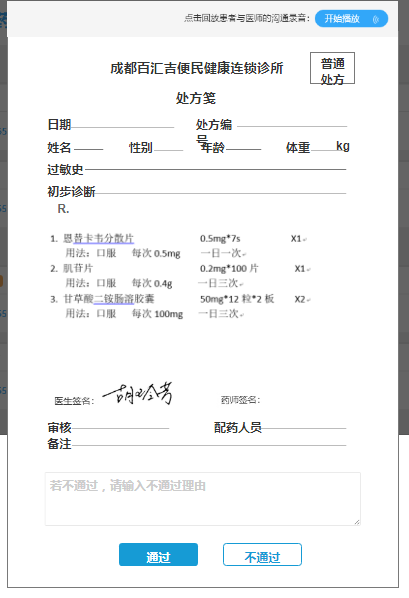 点击回放患者与医师的沟通录音：  开始播放
成都百汇吉便民健康连锁诊所  普通处方
处方笺
日期  处方编号
姓名  性别  年龄  体重  kg
过敏史
初步诊断
R.
1. 恩替卡韦分散片  0.5mg*7s  X1
用法：口服  每次 0.5mg  一日一次
2. 肌苷片  0.2mg*100 片  X1
用法：口服  每次 0.4g  一日三次
3. 甘草酸二铵肠溶胶囊  50mg*12 粒*2 板  X2
用法：口服  每次 100mg  一日三次
医生签名：  药师签名：
审核  配药人员
备注
若不通过，请输入不通过理由
通过  不通过